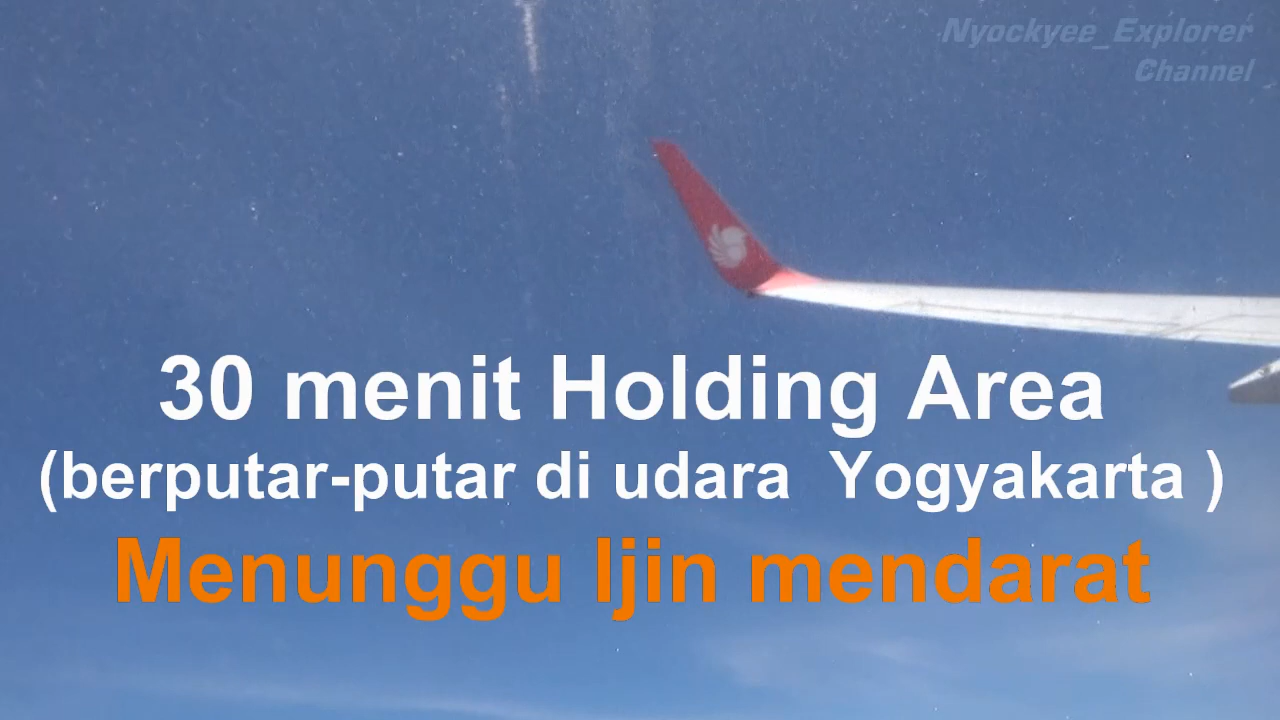 Nyockyee_Explorer
Channel
30 menit Holding Area
(berputar-putar di udara  Yogyakarta )
Menunggu Ijin mendarat